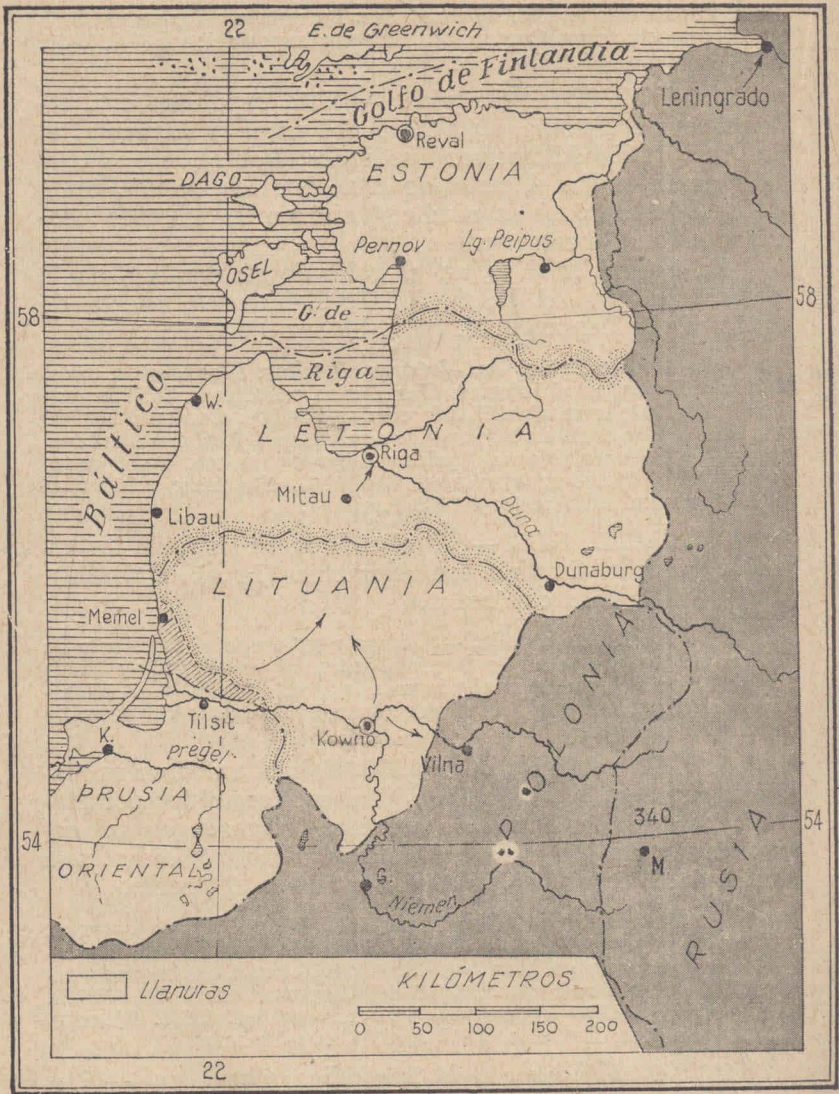 22
E. de Greenwich
Golfo de Finlandia
Leningrado
Reval
ESTONIA
DAGO
Pernov
Lg. Peipus
OSEL
58
G. de
58
Riga
Báltico
W.
LETONIA
Riga
Mitau
Duna
Libau
Dunaburg
LITUANIA
Memel
POLONIA
Tilsit
Kowno
K.
Pregel
Vilna
PRUSIA
340
54
54
ORIENTAL
M
RUSIA
G.
Niemen
Llanuras
KILÓMETROS
0 50 100 150 200
22